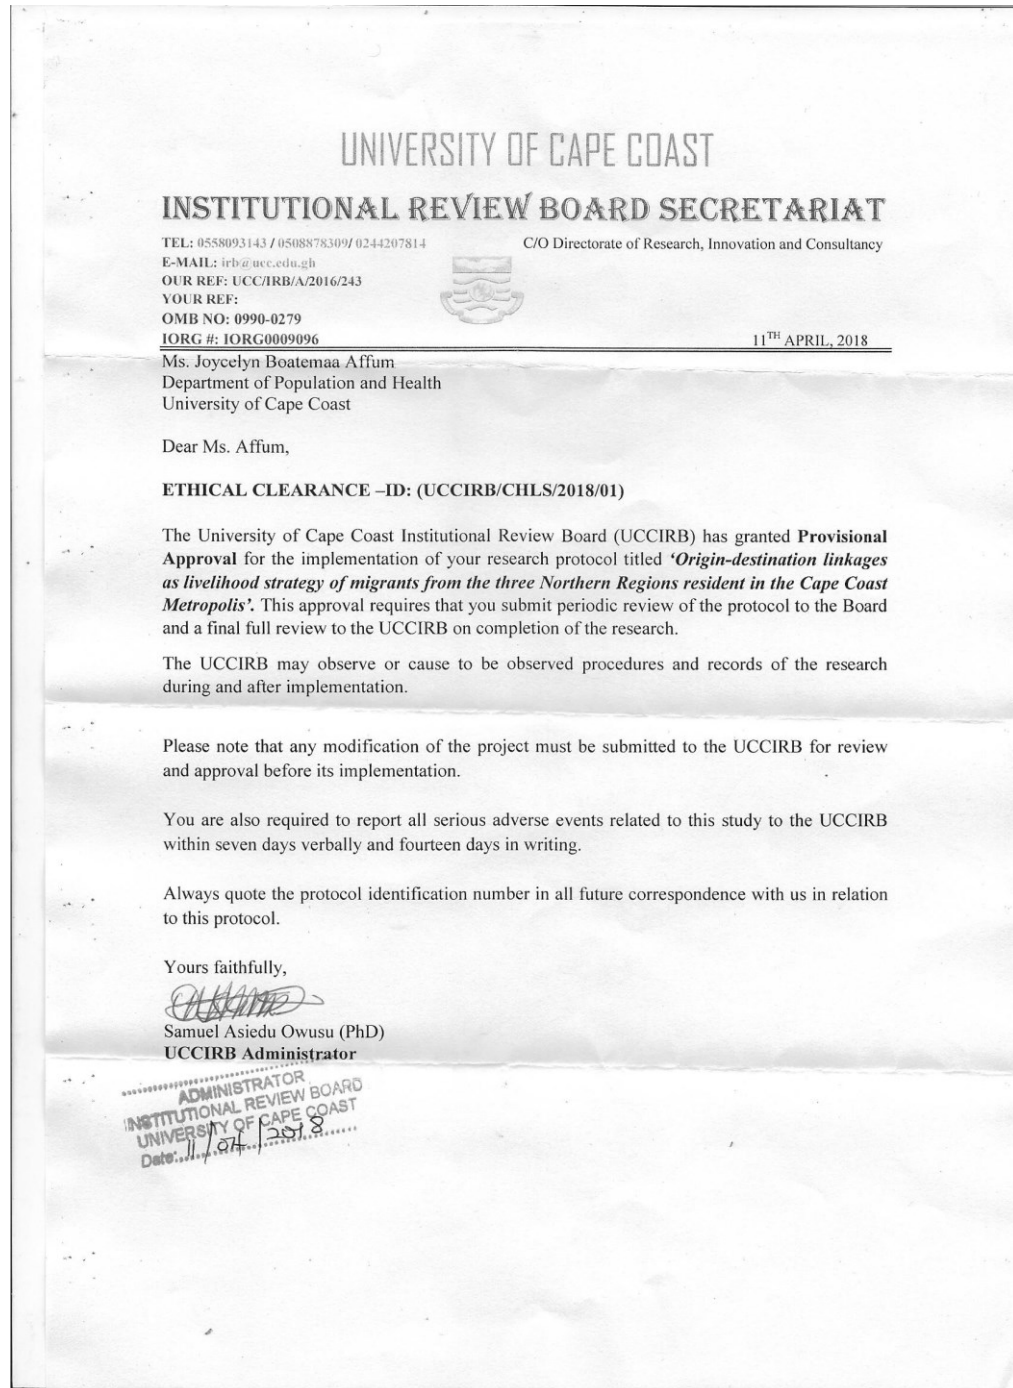 UNIVERSITY OF CAPE COAST
INSTITUTIONAL REVIEW BOARD SECRETARIAT
TEL: 0558093143 / 0508878309/ 0244207814
C/O Directorate of Research, Innovation and Consultancy
E-MAIL: irb@ucc.edu.gh
OUR REF: UCC/IRB/A/2016/243
YOUR REF:
OMB NO: 0990-0279
IORG #: IORG0009096
11TH APRIL, 2018
Ms. Joycelyn Boatemaa Affum
Department of Population and Health
University of Cape Coast
Dear Ms. Affum,
ETHICAL CLEARANCE –ID: (UCCIRB/CHLS/2018/01)
The University of Cape Coast Institutional Review Board (UCCIRB) has granted Provisional
Approval for the implementation of your research protocol titled ‘Origin-destination linkages
as livelihood strategy of migrants from the three Northern Regions resident in the Cape Coast
Metropolis’. This approval requires that you submit periodic review of the protocol to the Board
and a final full review to the UCCIRB on completion of the research.
The UCCIRB may observe or cause to be observed procedures and records of the research
during and after implementation.
Please note that any modification of the project must be submitted to the UCCIRB for review
and approval before its implementation.
You are also required to report all serious adverse events related to this study to the UCCIRB
within seven days verbally and fourteen days in writing.
Always quote the protocol identification number in all future correspondence with us in relation
to this protocol.
Yours faithfully,
Samuel Asiedu Owusu (PhD)
UCCIRB Administrator
ADMINISTRATOR
INSTITUTIONAL REVIEW BOARD
UNIVERSITY OF CAPE COAST
Date: 11/04/2018